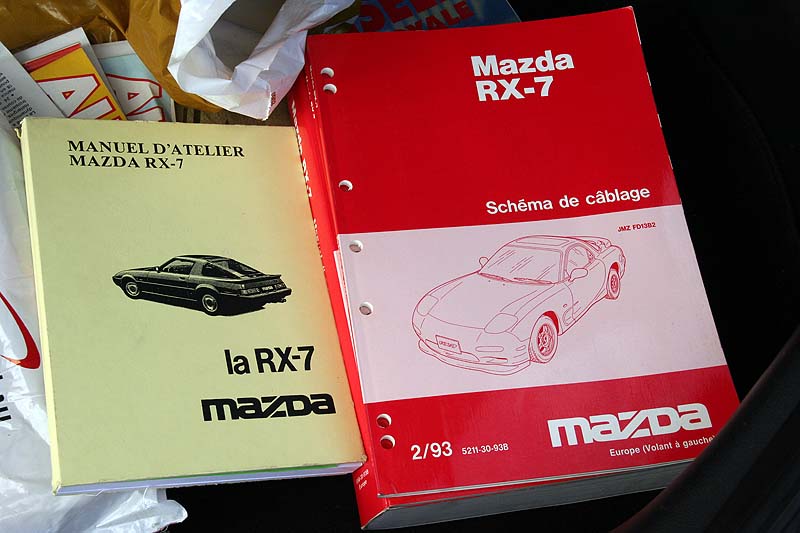 MANUEL D'ATELIER
MAZDA RX-7
la RX-7
mazda
Mazda
RX-7
Schéma de câblage
JMZ FD13B2
mazda
2/93 5211-30-93B
Europe (Volant à gauche)